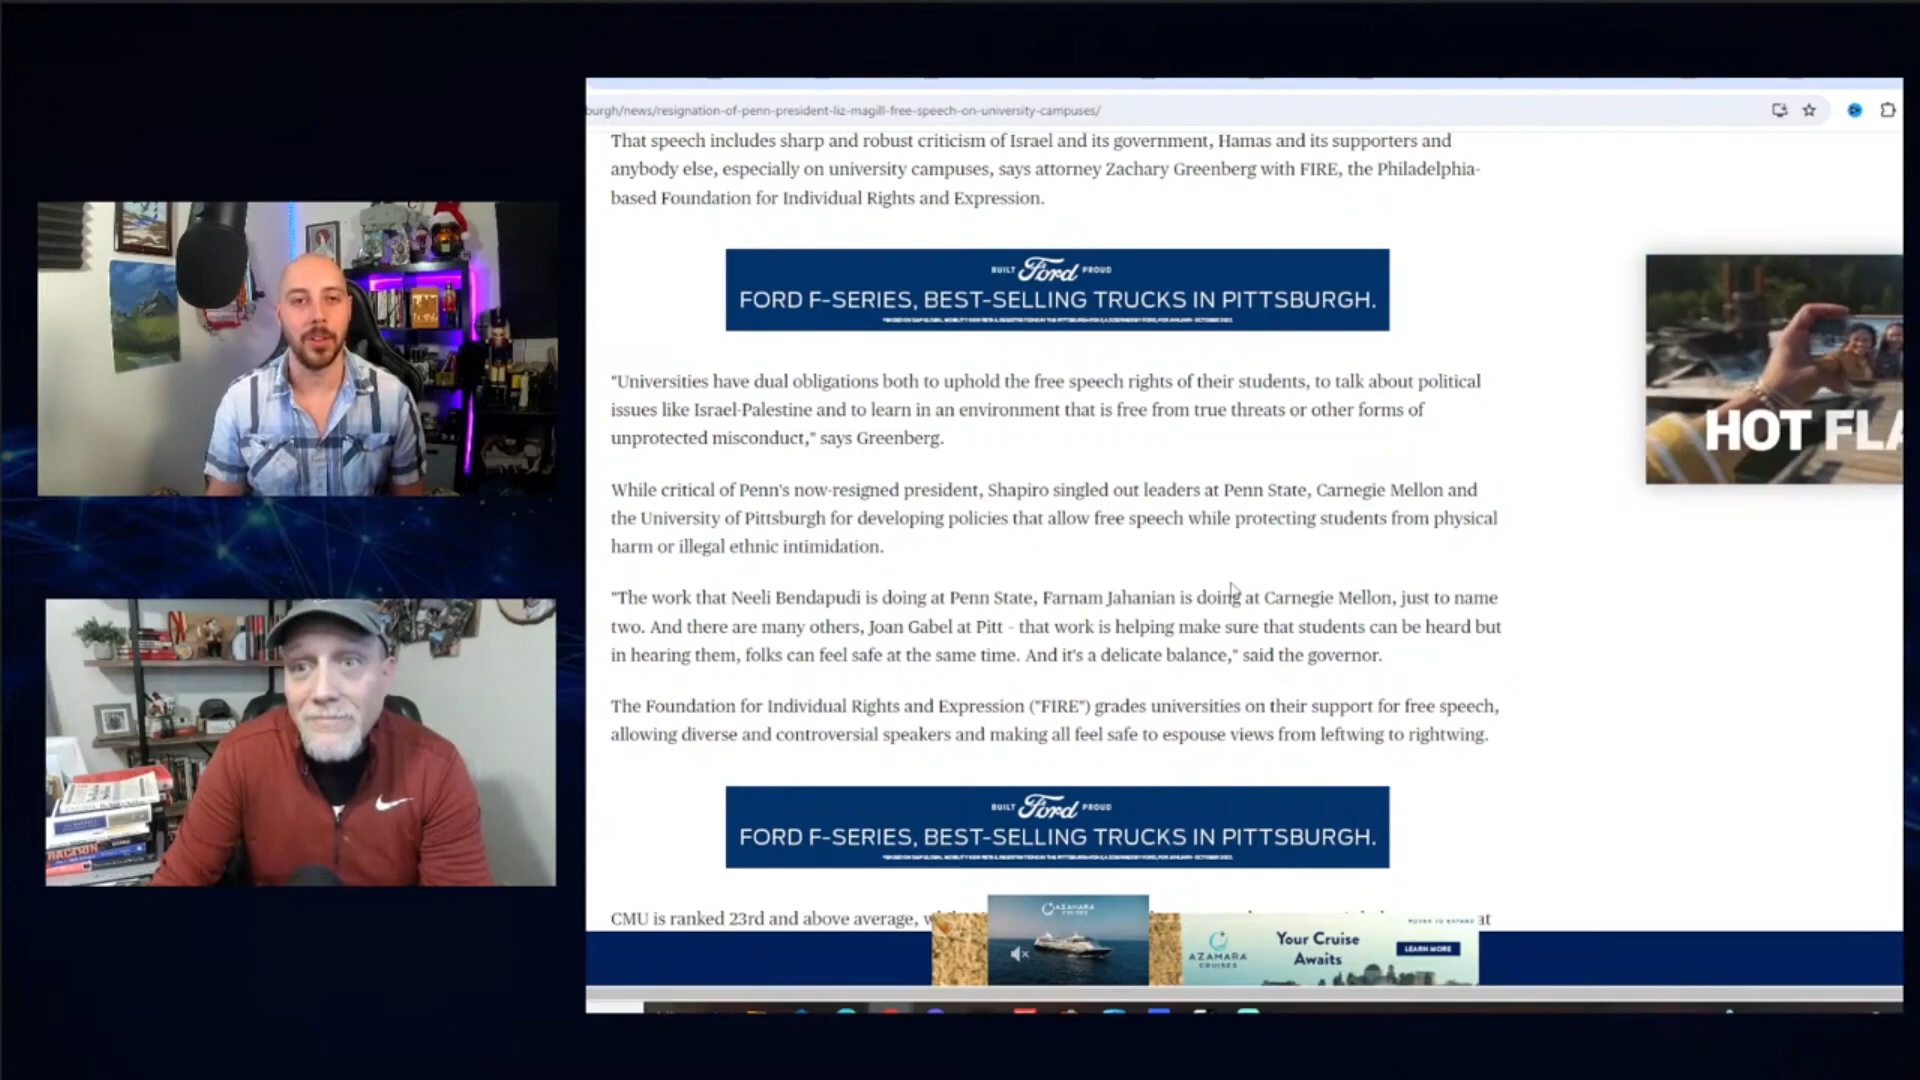 burgh/news/resignation-of-penn-president-liz-magill-free-speech-on-university-campuses/
That speech includes sharp and robust criticism of Israel and its government, Hamas and its supporters and
anybody else, especially on university campuses, says attorney Zachary Greenberg with FIRE, the Philadelphia-
based Foundation for Individual Rights and Expression.
BUILT Ford PROUD
FORD F-SERIES, BEST-SELLING TRUCKS IN PITTSBURGH.
HOT FLA
"Universities have dual obligations both to uphold the free speech rights of their students, to talk about political
issues like Israel-Palestine and to learn in an environment that is free from true threats or other forms of
unprotected misconduct," says Greenberg.
While critical of Penn's now-resigned president, Shapiro singled out leaders at Penn State, Carnegie Mellon and
the University of Pittsburgh for developing policies that allow free speech while protecting students from physical
harm or illegal ethnic intimidation.
"The work that Neeli Bendapudi is doing at Penn State, Farnam Jahanian is doing at Carnegie Mellon, just to name
two. And there are many others, Joan Gabel at Pitt - that work is helping make sure that students can be heard but
in hearing them, folks can feel safe at the same time. And it's a delicate balance," said the governor.
The Foundation for Individual Rights and Expression ("FIRE") grades universities on their support for free speech,
allowing diverse and controversial speakers and making all feel safe to espouse views from leftwing to rightwing.
BUILT Ford PROUD
FORD F-SERIES, BEST-SELLING TRUCKS IN PITTSBURGH.
CMU is ranked 23rd and above average, at
AZAMARA
CRUISES
HOVER TO EXPAND
AZAMARA
CRUISES
Your Cruise
Awaits
LEARN MORE